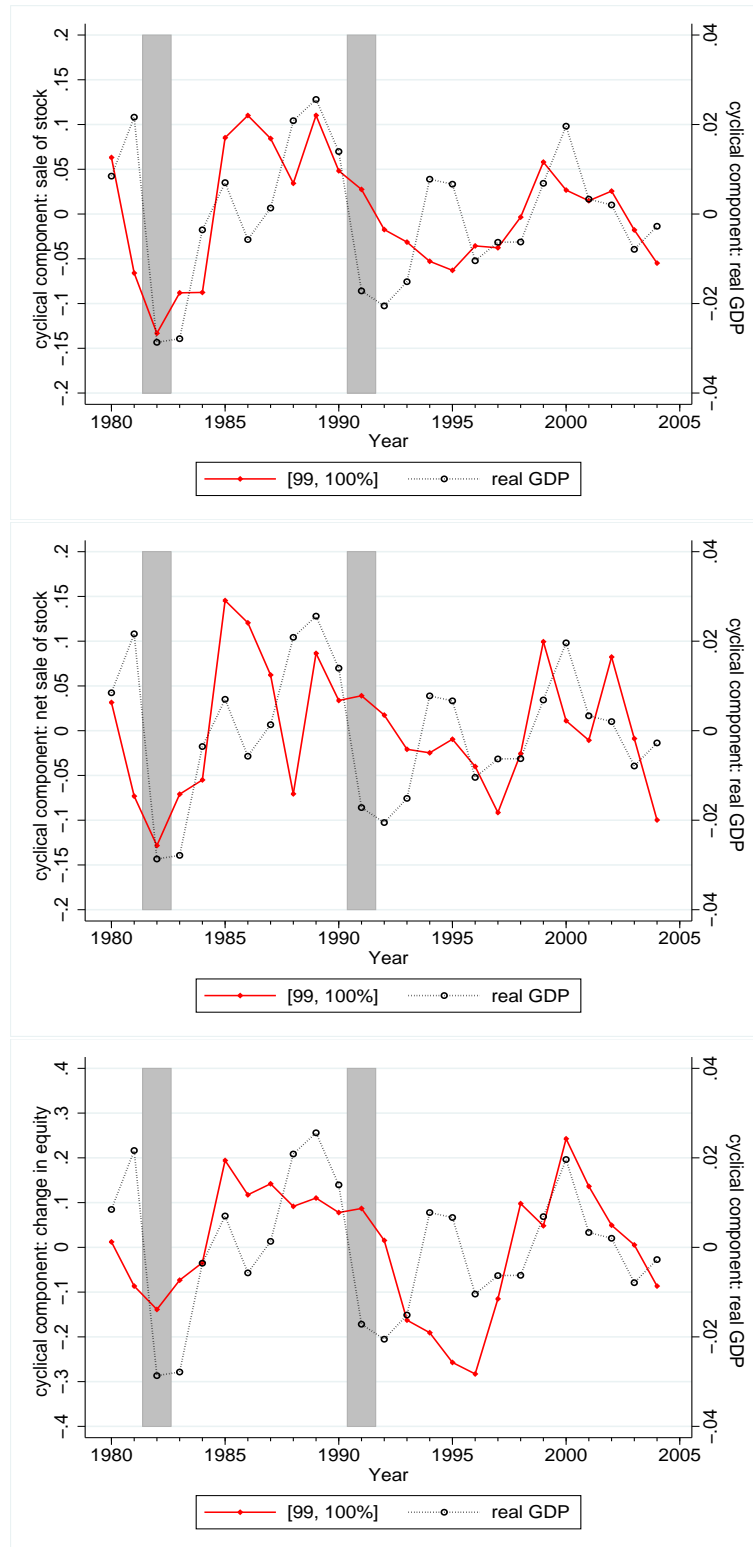 cyclical component: sale of stock
-.2 -.15 -.1 -.05 0 .05 .1 .15 .2
cyclical component: real GDP
-.04 -.02 0 .02 .04
1980 1985 1990 1995 2000 2005
Year
[99, 100%] real GDP
cyclical component: net sale of stock
-.2 -.15 -.1 -.05 0 .05 .1 .15 .2
cyclical component: real GDP
-.04 -.02 0 .02 .04
1980 1985 1990 1995 2000 2005
Year
[99, 100%] real GDP
cyclical component: change in equity
-.4 -.3 -.2 -.1 0 .1 .2 .3 .4
cyclical component: real GDP
-.04 -.02 0 .02 .04
1980 1985 1990 1995 2000 2005
Year
[99, 100%] real GDP